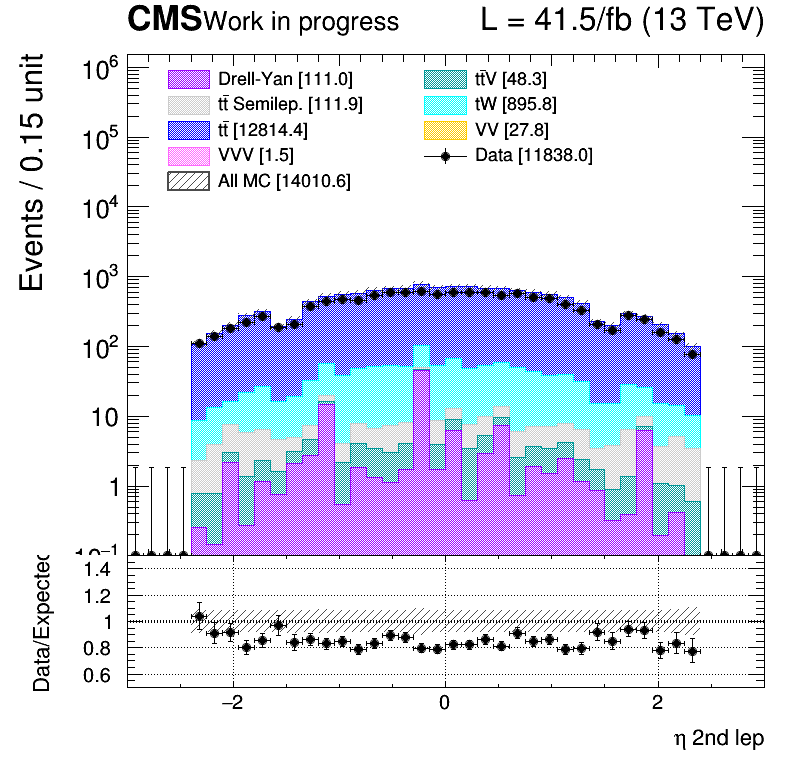 CMS Work in progress L = 41.5/fb (13 TeV)
Events / 0.15 unit
10⁶
10⁵
10⁴
10³
10²
10
1
10⁻¹
Drell-Yan [111.0]
tt̄ Semilep. [111.9]
tt̄ [12814.4]
VVV [1.5]
All MC [14010.6]
tt̄V [48.3]
tW [895.8]
VV [27.8]
Data [11838.0]
Data/Expected
1.4
1.2
1
0.8
0.6
−2 0 2
η 2nd lep